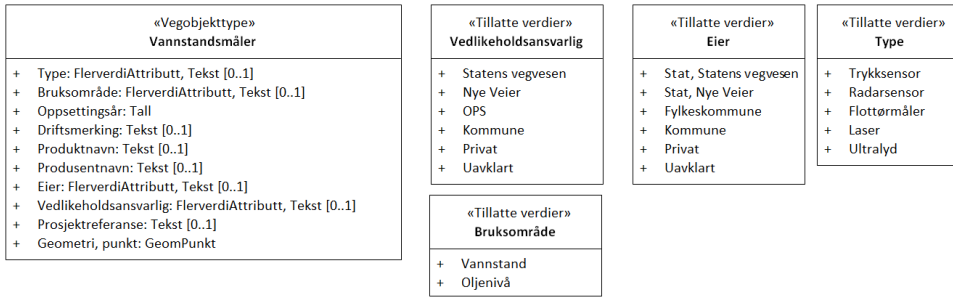 «Vegobjekttype»
Vannstandsmåler
+ Type: FlerverdiAttributt, Tekst [0..1]
+ Bruksområde: FlerverdiAttributt, Tekst [0..1]
+ Oppsettingsår: Tall
+ Driftsmerking: Tekst [0..1]
+ Produktnavn: Tekst [0..1]
+ Produsentnavn: Tekst [0..1]
+ Eier: FlerverdiAttributt, Tekst [0..1]
+ Vedlikeholdsansvarlig: FlerverdiAttributt, Tekst [0..1]
+ Prosjektreferanse: Tekst [0..1]
+ Geometri, punkt: GeomPunkt
«Tillatte verdier»
Vedlikeholdsansvarlig
+ Statens vegvesen
+ Nye Veier
+ OPS
+ Kommune
+ Privat
+ Uavklart
«Tillatte verdier»
Bruksområde
+ Vannstand
+ Oljenivå
«Tillatte verdier»
Eier
+ Stat, Statens vegvesen
+ Stat, Nye Veier
+ Fylkeskommune
+ Kommune
+ Privat
+ Uavklart
«Tillatte verdier»
Type
+ Trykksensor
+ Radarsensor
+ Flottørmåler
+ Laser
+ Ultralyd